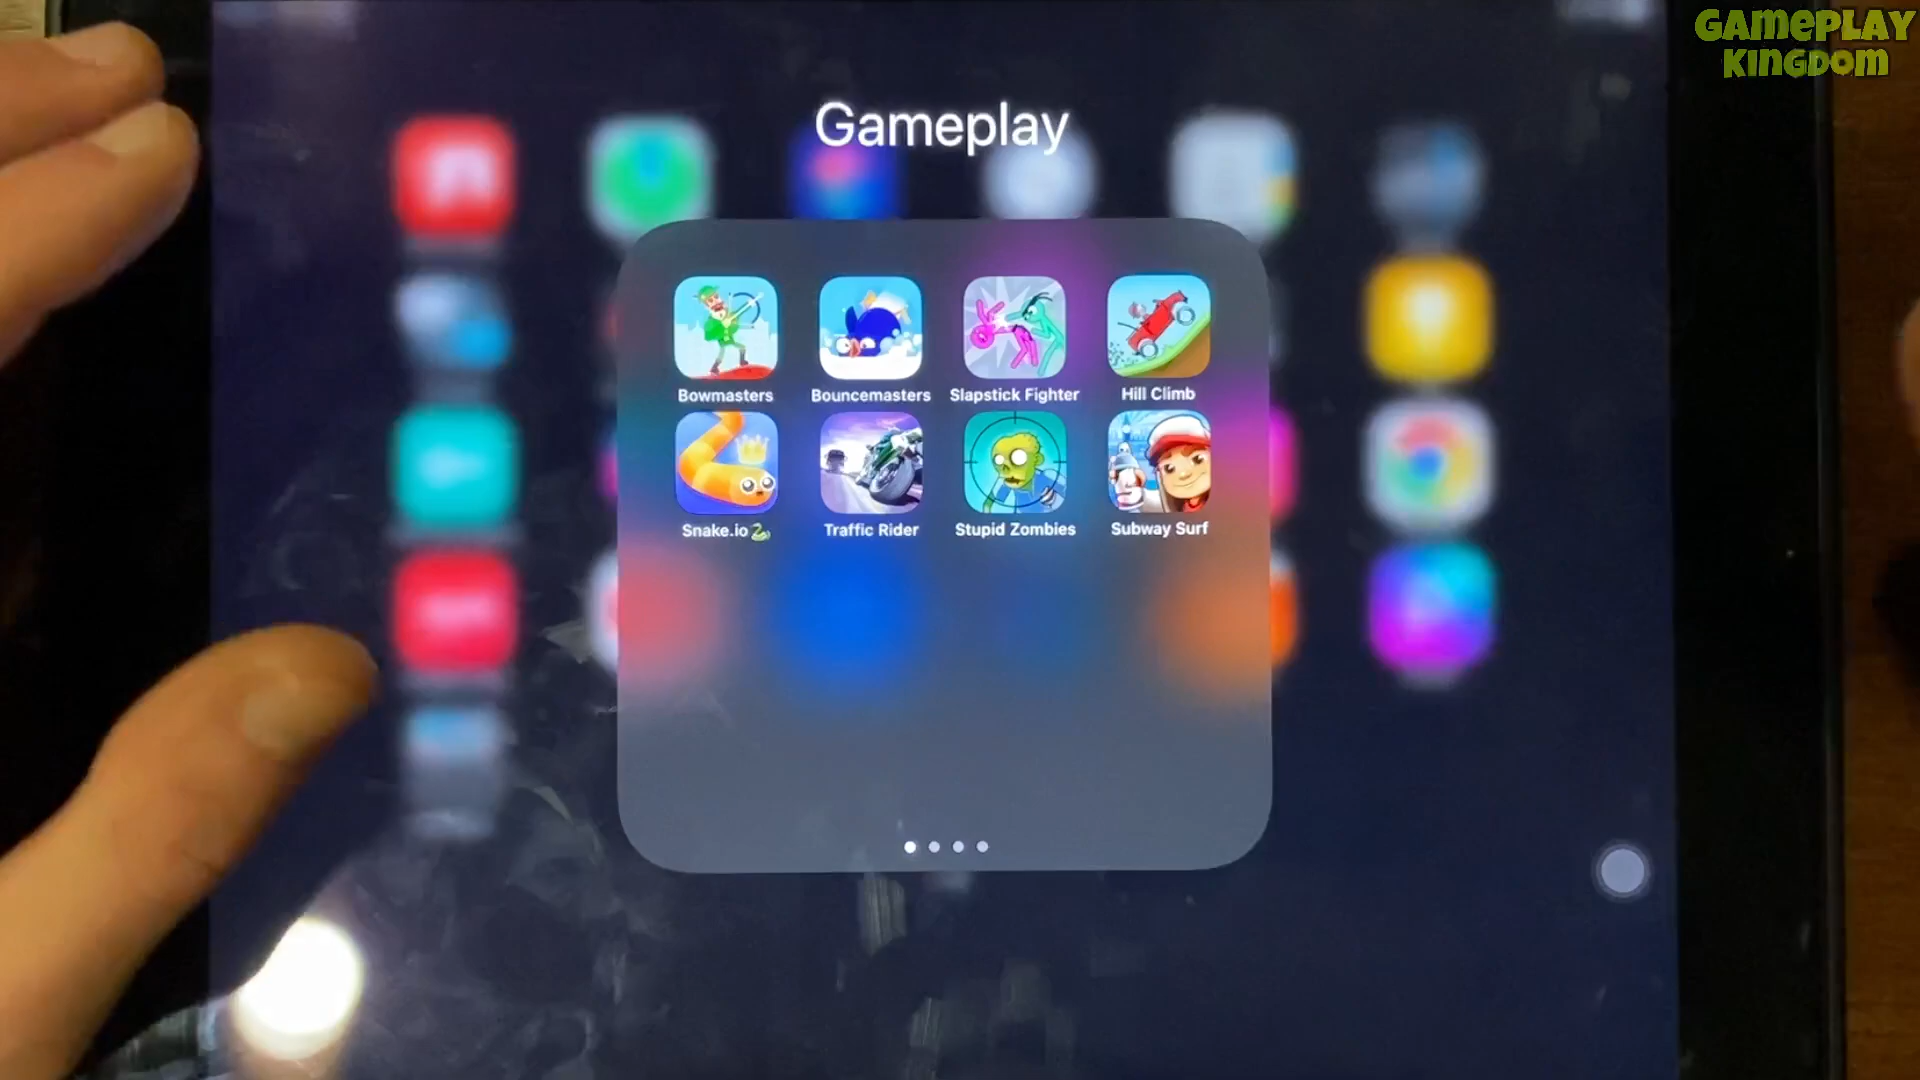 GAMEPLAY
KINGDOM
Gameplay
Bowmasters
Bouncemasters
Slapstick Fighter
Hill Climb
Snake.io🐍
Traffic Rider
Stupid Zombies
Subway Surf